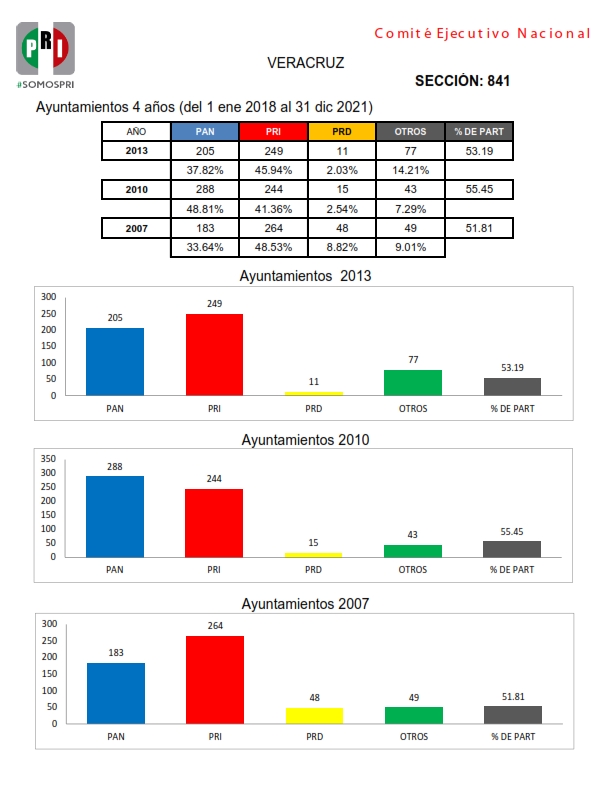 Comité Ejecutivo Nacional
PRI
#SOMOSPRI
VERACRUZ
SECCIÓN: 841
Ayuntamientos 4 años (del 1 ene 2018 al 31 dic 2021)
AÑO PAN PRI PRD OTROS % DE PART
2013 205 249 11 77 53.19
37.82% 45.94% 2.03% 14.21%
2010 288 244 15 43 55.45
48.81% 41.36% 2.54% 7.29%
2007 183 264 48 49 51.81
33.64% 48.53% 8.82% 9.01%
Ayuntamientos 2013
300
250
200
150
100
50
0
205 249 11 77 53.19
PAN PRI PRD OTROS % DE PART
Ayuntamientos 2010
350
300
250
200
150
100
50
0
288 244 15 43 55.45
PAN PRI PRD OTROS % DE PART
Ayuntamientos 2007
300
250
200
150
100
50
0
183 264 48 49 51.81
PAN PRI PRD OTROS % DE PART